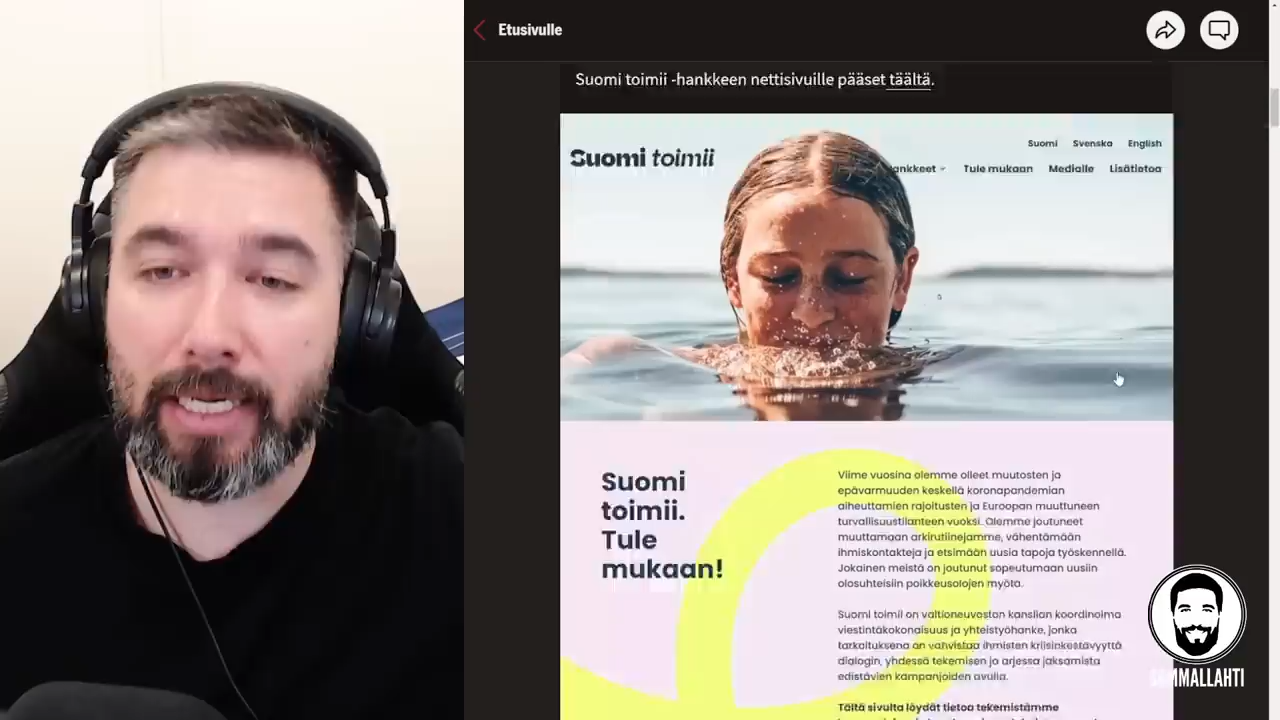 Etusivulle
Suomi toimii -hankkeen nettisivuille pääset täältä.
Suomi toimii
Suomi Svenska English
ankkeet Tule mukaan Medialle Lisätietoa
Suomi
toimii.
Tule
mukaan!
Viime vuosina olemme olleet muutosten ja
epävarmuuden keskellä koronapandemian
aiheuttamien rajoitusten ja Euroopan muuttuneen
turvallisuustilanteen vuoksi. Olemme joutuneet
muuttamaan arkirutiinejamme, vähentämään
ihmiskontakteja ja etsimään uusia tapoja työskennellä.
Jokainen meistä on joutunut sopeutumaan uusiin
olosuhteisiin poikkeusolojen myötä.
Suomi toimii on valtioneuvoston kanslian koordinoima
viestintäkokonaisuus ja yhteistyöhanke, jonka
tarkoituksena on vahvistaa ihmisten kriisinkestävyyttä
dialogin, yhdessä tekemisen ja arjessa jaksamista
edistävien kampanjoiden avulla.
Tältä sivulta löydät tietoa tekemistämme
SAMMALLAHTI